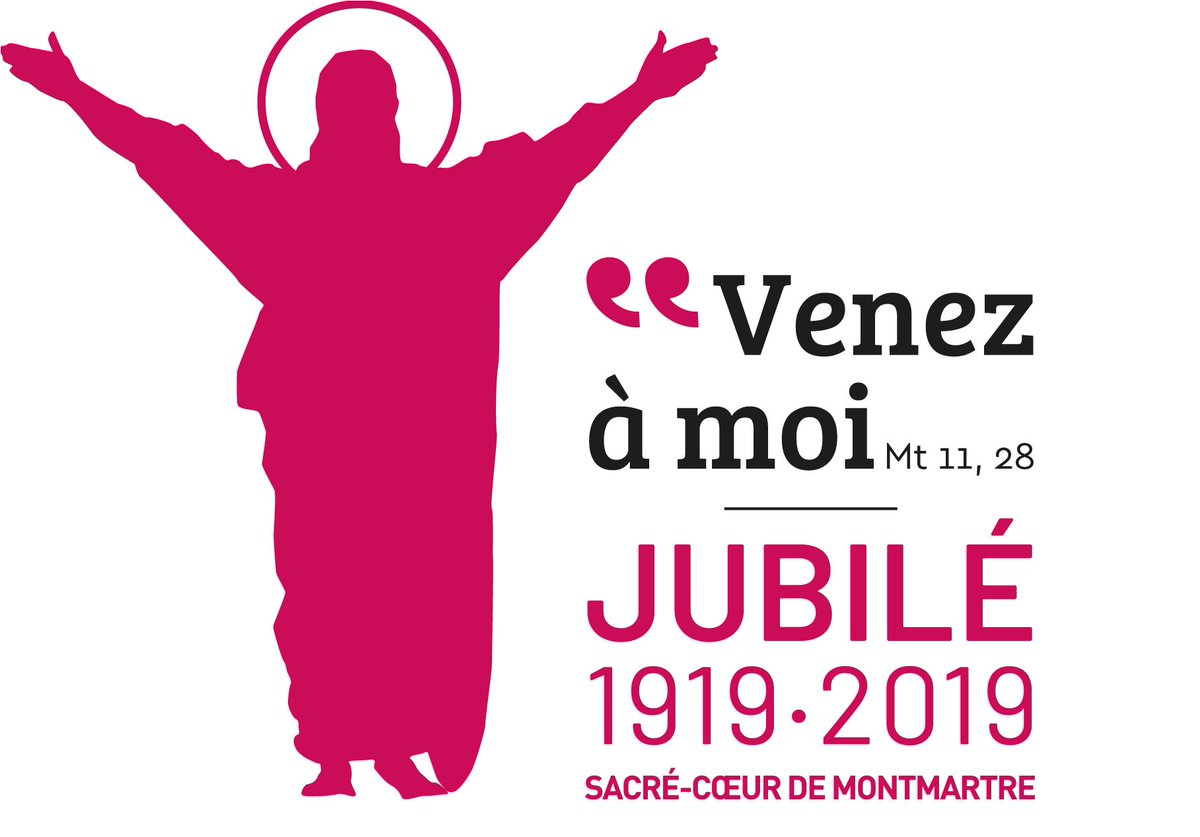 “Venez
à moi Mt 11, 28
JUBILÉ
1919·2019
SACRÉ-CŒUR DE MONTMARTRE